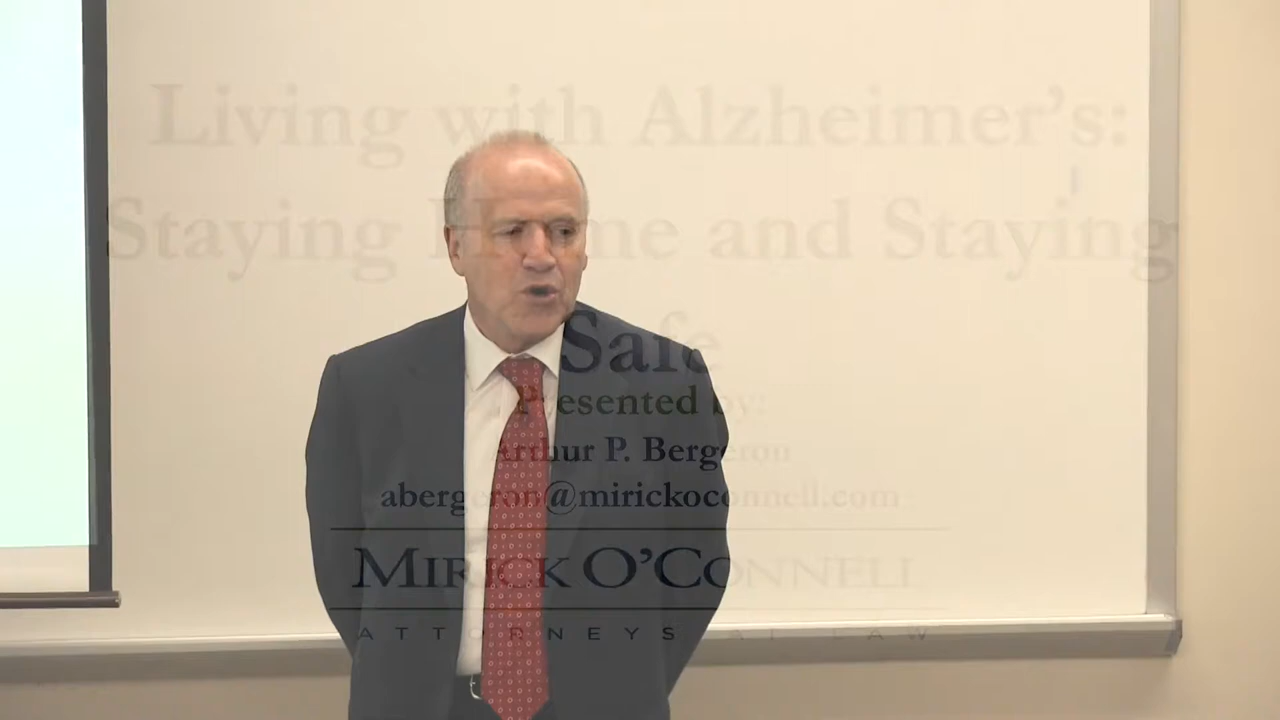 Living with Alzheimer's:
Staying Home and Staying
Safe
Presented by:
Arthur P. Bergeron
abergeron@mirickoconnell.com
MIRICK O'CONNELL
ATTORNEYS AT LAW